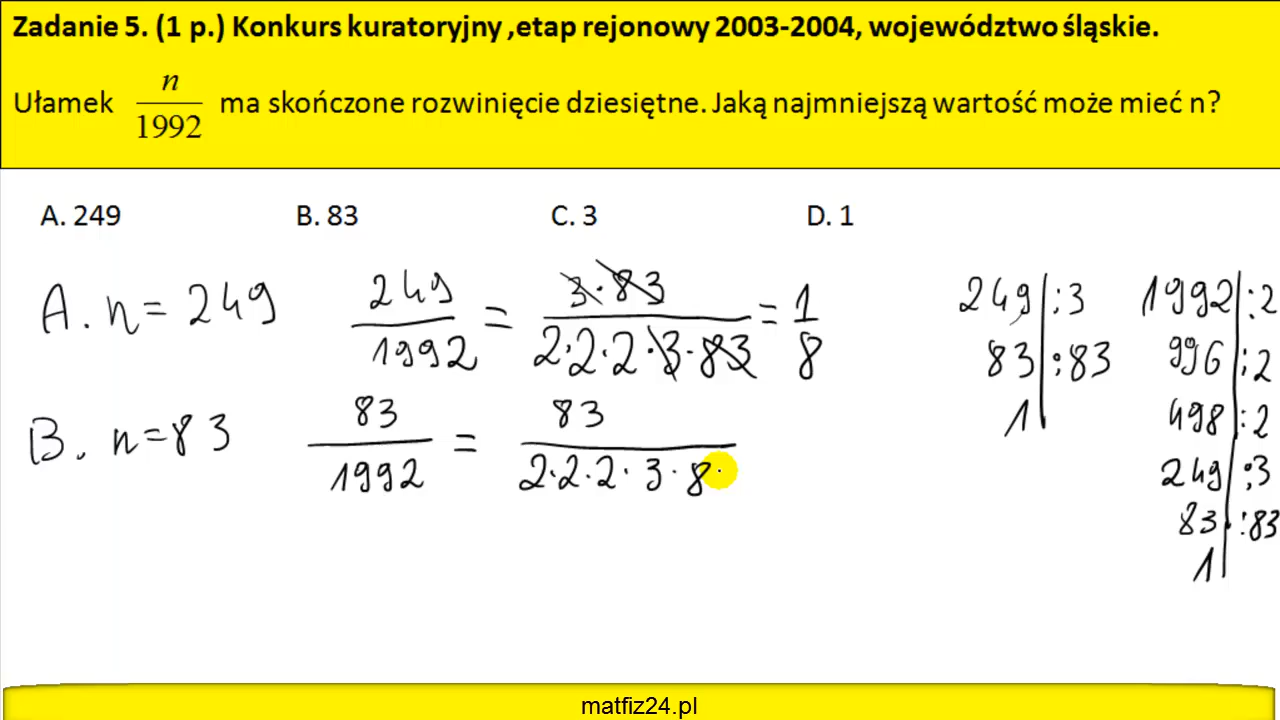 Zadanie 5. (1 p.) Konkurs kuratoryjny ,etap rejonowy 2003-2004, województwo śląskie.
Ułamek n/1992 ma skończone rozwinięcie dziesiętne. Jaką najmniejszą wartość może mieć n?
A. 249 B. 83 C. 3 D. 1
A. n = 249 249/1992 = 3·83/2·2·2·3·83 = 1/8
B. n=83 83/1992 = 83/2·2·2·3·8
249 :3
83 :83
1
1992 :2
996 :2
498 :2
249 :3
83 :83
1
matfiz24.pl